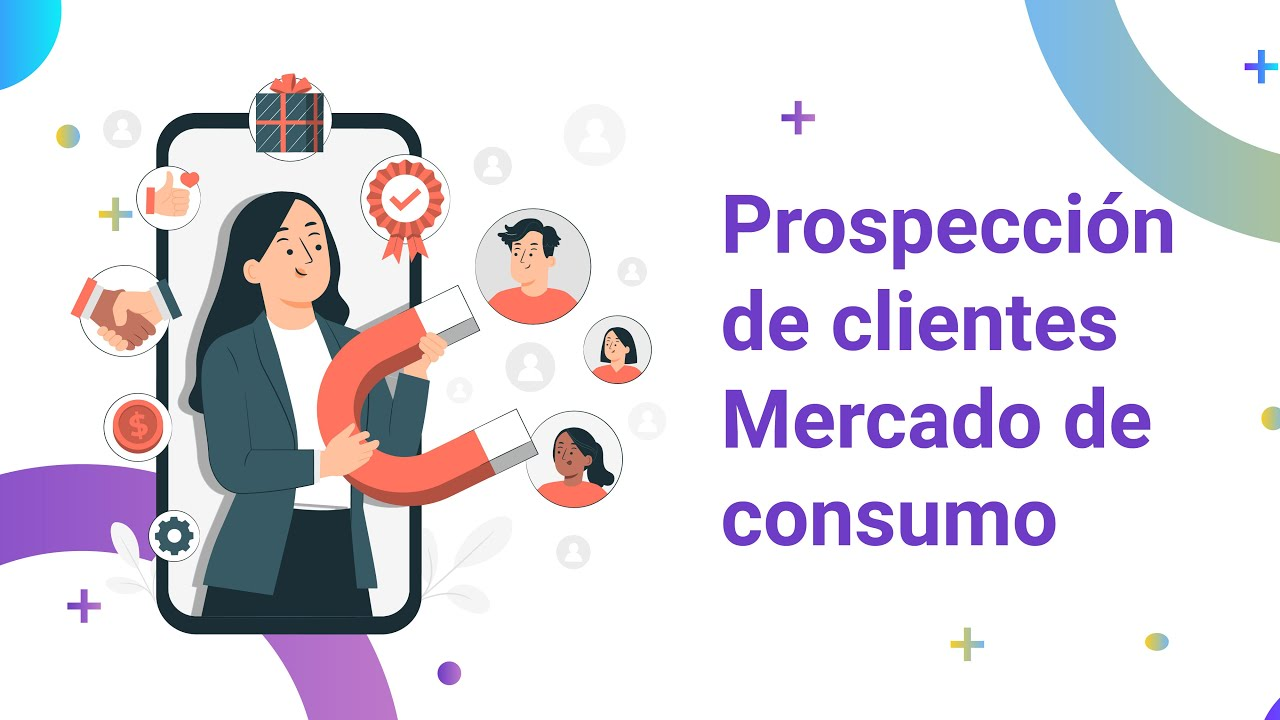 Prospección
de clientes
Mercado de
consumo
$